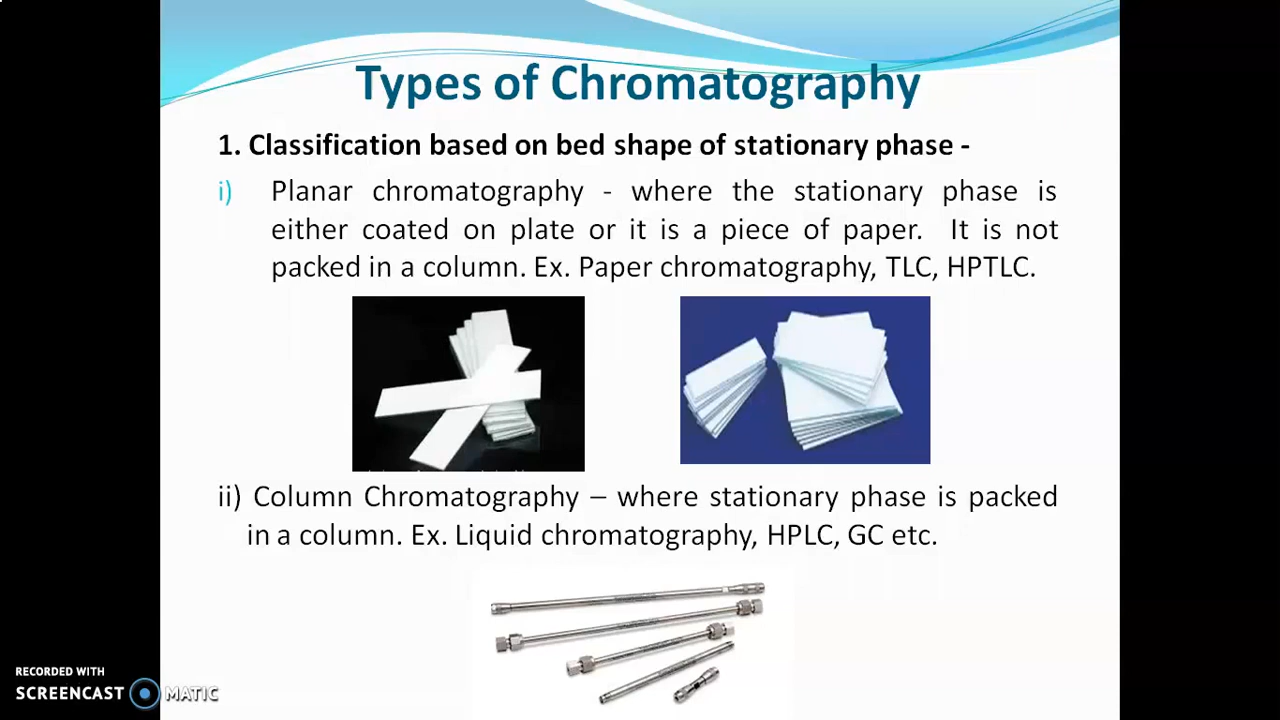 Types of Chromatography
1. Classification based on bed shape of stationary phase -
i) Planar chromatography - where the stationary phase is
either coated on plate or it is a piece of paper. It is not
packed in a column. Ex. Paper chromatography, TLC, HPTLC.
ii) Column Chromatography – where stationary phase is packed
in a column. Ex. Liquid chromatography, HPLC, GC etc.
RECORDED WITH
SCREENCAST MATIC